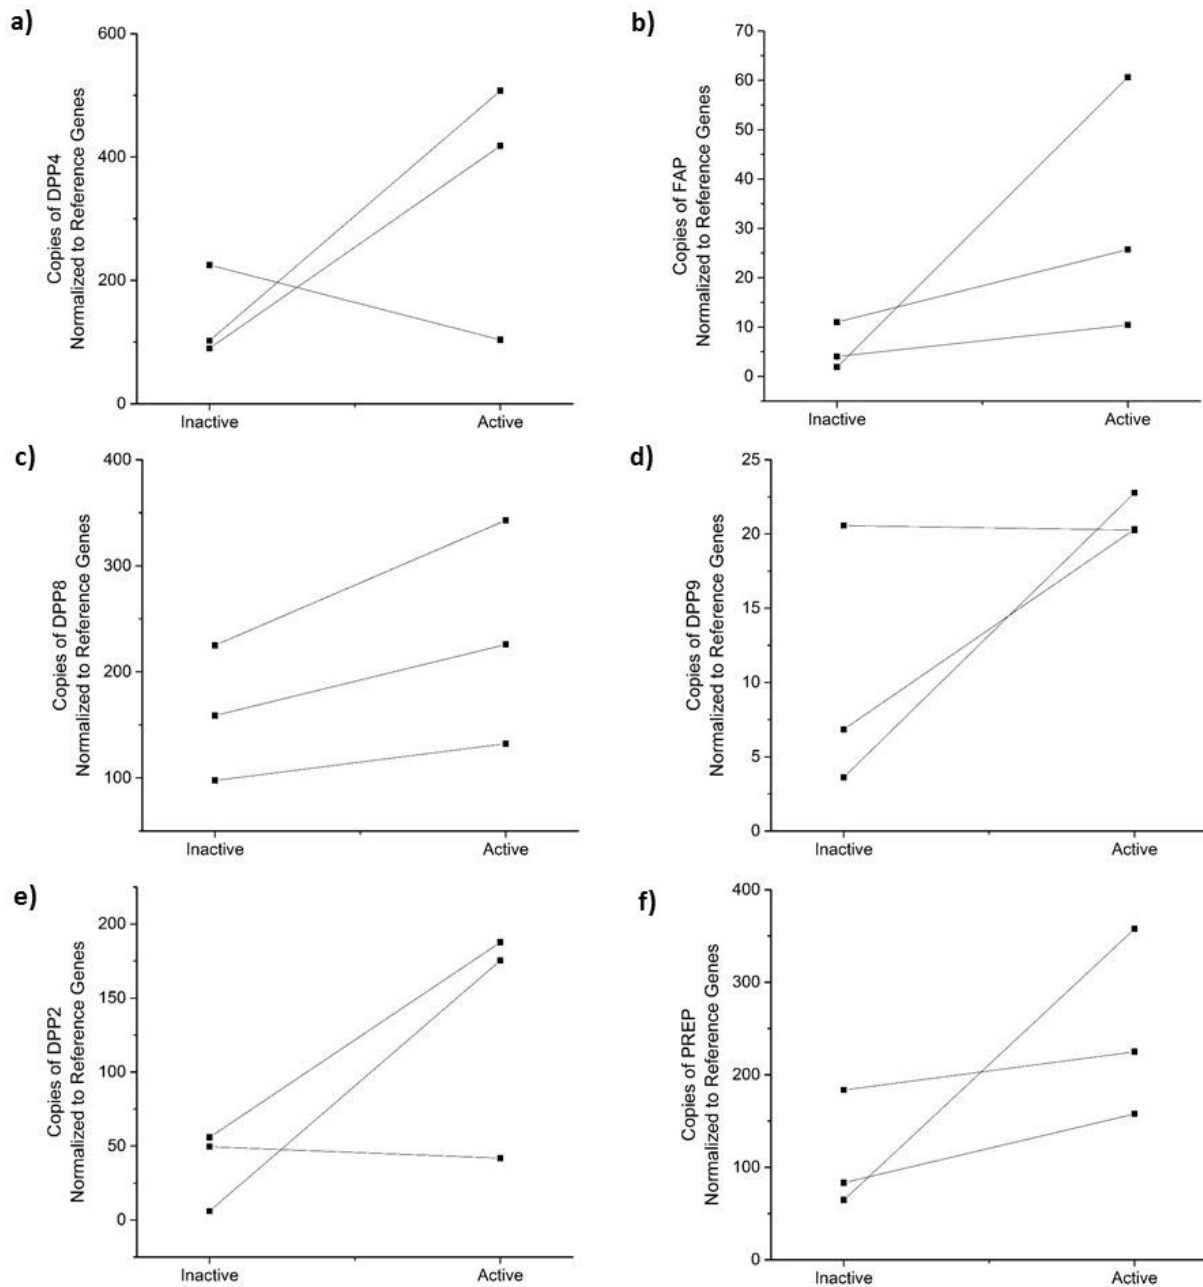 a)
600
400
200
0
Copies of DPP4
Normalized to Reference Genes
Inactive
Active
b)
70
60
50
40
30
20
10
0
Copies of FAP
Normalized to Reference Genes
Inactive
Active
c)
400
300
200
100
Copies of DPP8
Normalized to Reference Genes
Inactive
Active
d)
25
20
15
10
5
0
Copies of DPP9
Normalized to Reference Genes
Inactive
Active
e)
200
150
100
50
0
Copies of DPP2
Normalized to Reference Genes
Inactive
Active
f)
400
300
200
100
0
Copies of PREP
Normalized to Reference Genes
Inactive
Active